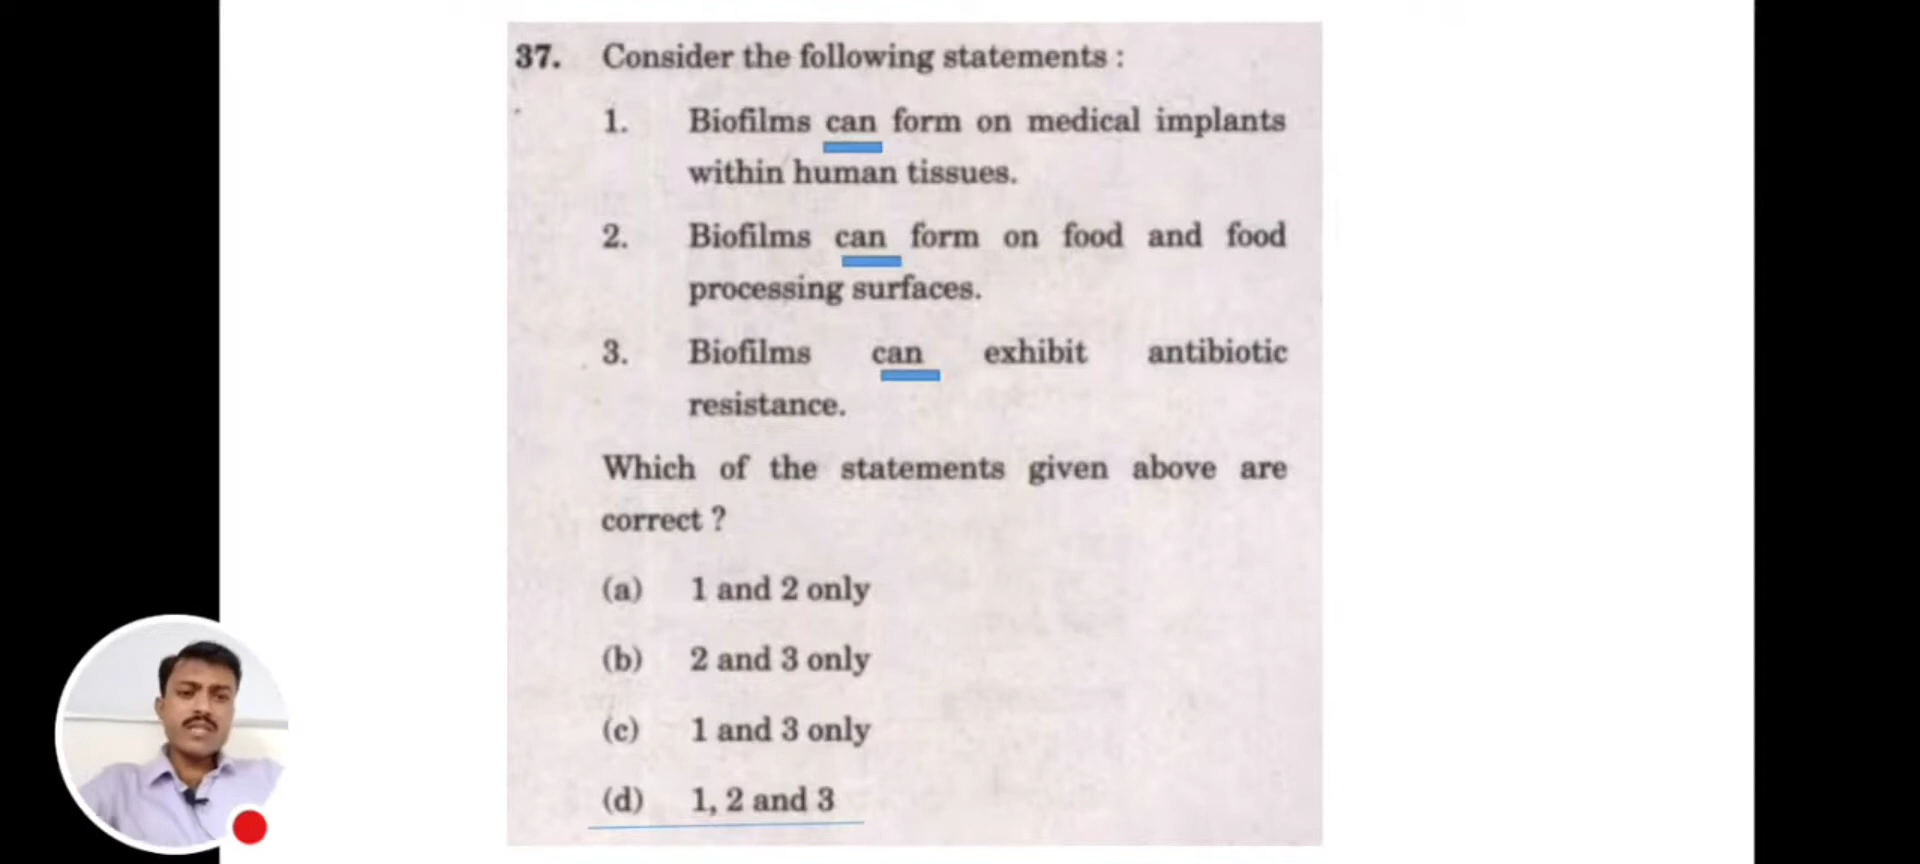 37. Consider the following statements :
1. Biofilms can form on medical implants
within human tissues.
2. Biofilms can form on food and food
processing surfaces.
3. Biofilms can exhibit antibiotic
resistance.
Which of the statements given above are
correct ?
(a) 1 and 2 only
(b) 2 and 3 only
(c) 1 and 3 only
(d) 1, 2 and 3